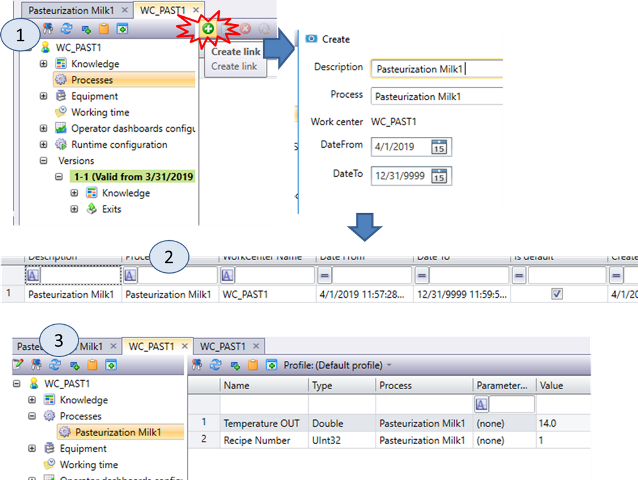 Pasteurization Milk1 × WC_PAST1 ×
1
WC_PAST1
Knowledge
Processes
Equipment
Working time
Operator dashboards configu
Runtime configuration
Versions
1-1 (Valid from 3/31/2019
Knowledge
Exits
Create link
Create link
Create
Description Pasteurization Milk1
Process Pasteurization Milk1
Work center WC_PAST1
DateFrom 4/1/2019 15
DateTo 12/31/9999 15
2
Description Proce WorkCenter Name Date From Date To Is default Create
A A A = = =
1 Pasteurization Milk1 Pasteurization Milk1 WC_PAST1 4/1/2019 11:57:28... 12/31/9999 11:59:5... 4/1/20
3
Paste Milk1 × WC_PAST1 × WC_PAST1 ×
Profile: (Default profile)
WC_PAST1
Knowledge
Processes
Pasteurization Milk1
Equipment
Working time
Operator dashboards config
Name Type Process Parameter... Value
A
1 Temperature OUT Double Pasteurization Milk1 (none) 14.0
2 Recipe Number UInt32 Pasteurization Milk1 (none) 1